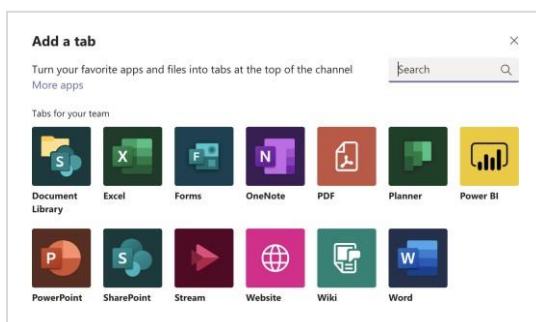 Add a tab
Turn your favorite apps and files into tabs at the top of the channel
More apps
Search
Tabs for your team
Document
Library
Excel
Forms
OneNote
PDF
Planner
Power BI
PowerPoint
SharePoint
Stream
Website
Wiki
Word
S
X
F
N
P
S
W